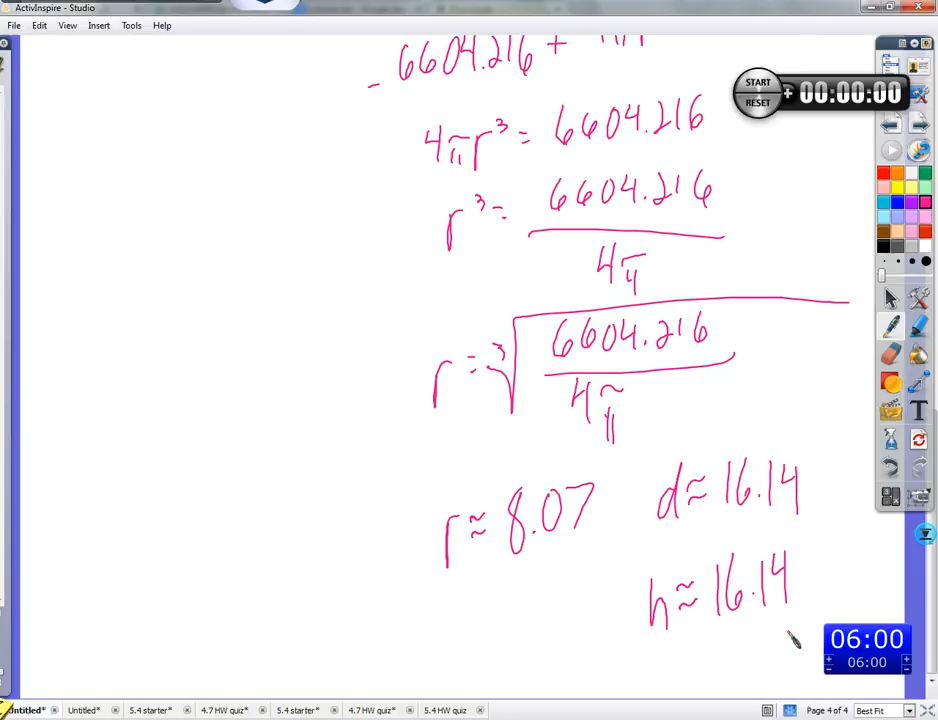 ActivInspire - Studio
File Edit View Insert Tools Help
- 6604.216 +
START
RESET
00:00:00
4πr³ = 6604.216
r³ = 6604.216
4π
r = ³√6604.216
4π
r ≈ 8.07 d ≈ 16.14
h ≈ 16.14
06:00
06:00
untitled* Untitled* 5.4 starter* 4.7 HW quiz* 5.4 starter* 4.7 HW quiz* 5.4 HW quiz Page 4 of 4 Best Fit